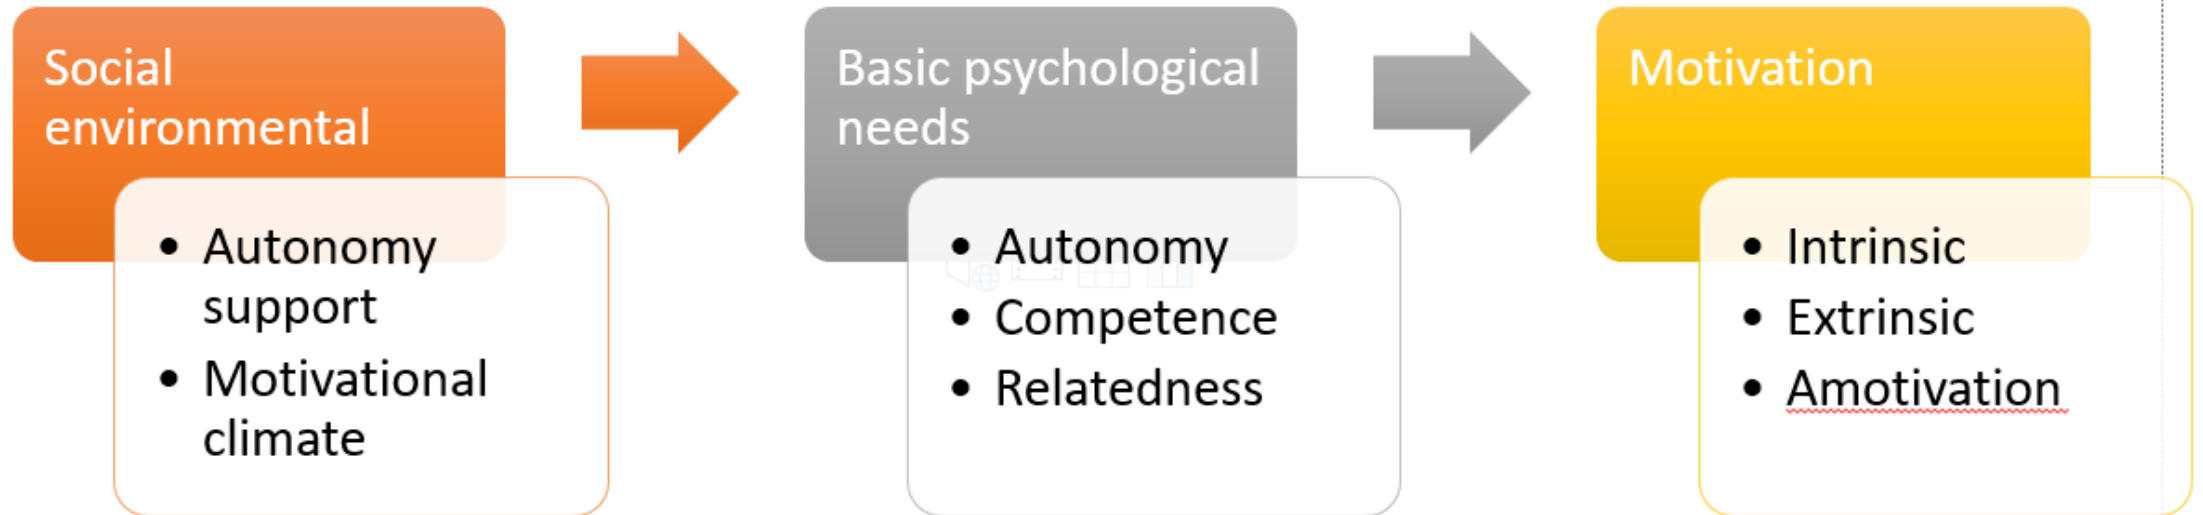 Social
environmental
• Autonomy
support
• Motivational
climate
Basic psychological
needs
• Autonomy
• Competence
• Relatedness
Motivation
• Intrinsic
• Extrinsic
• Amotivation